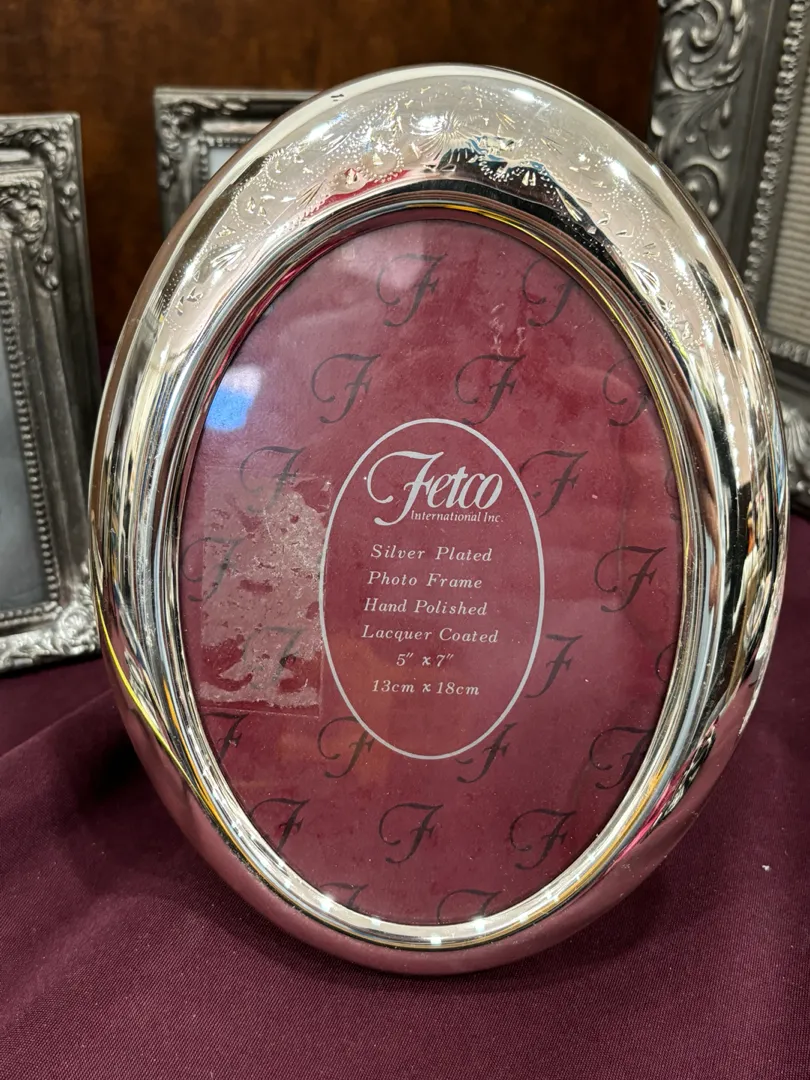 Fetco
International Inc.
Silver Plated
Photo Frame
Hand Polished
Lacquer Coated
5" x 7"
13cm x 18cm